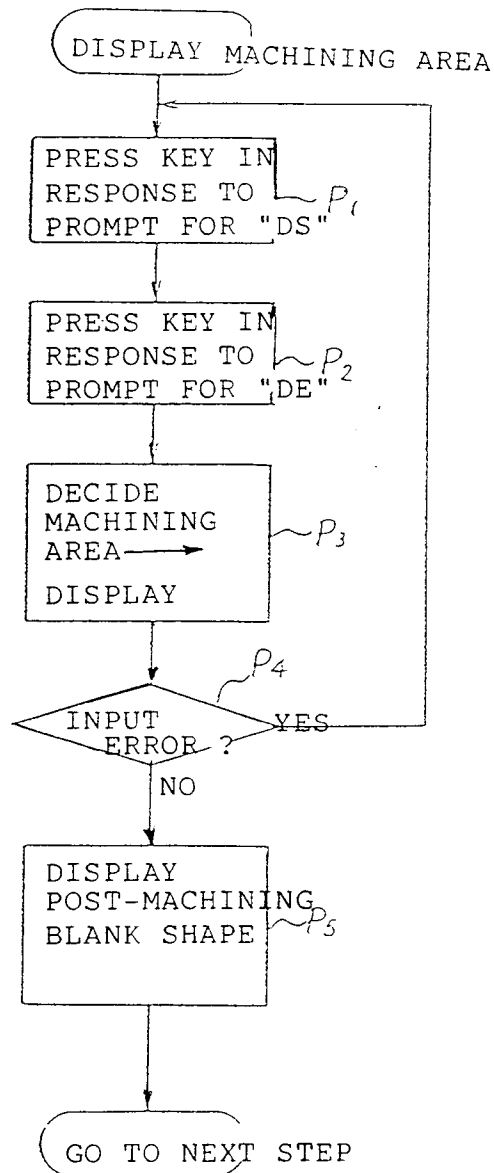 DISPLAY MACHINING AREA
PRESS KEY IN
RESPONSE TO
PROMPT FOR "DS"
P1
PRESS KEY IN
RESPONSE TO
PROMPT FOR "DE"
P2
DECIDE
MACHINING
AREA →
DISPLAY
P3
P4
INPUT
ERROR ?
YES
NO
DISPLAY
POST-MACHINING
BLANK SHAPE
P5
GO TO NEXT STEP